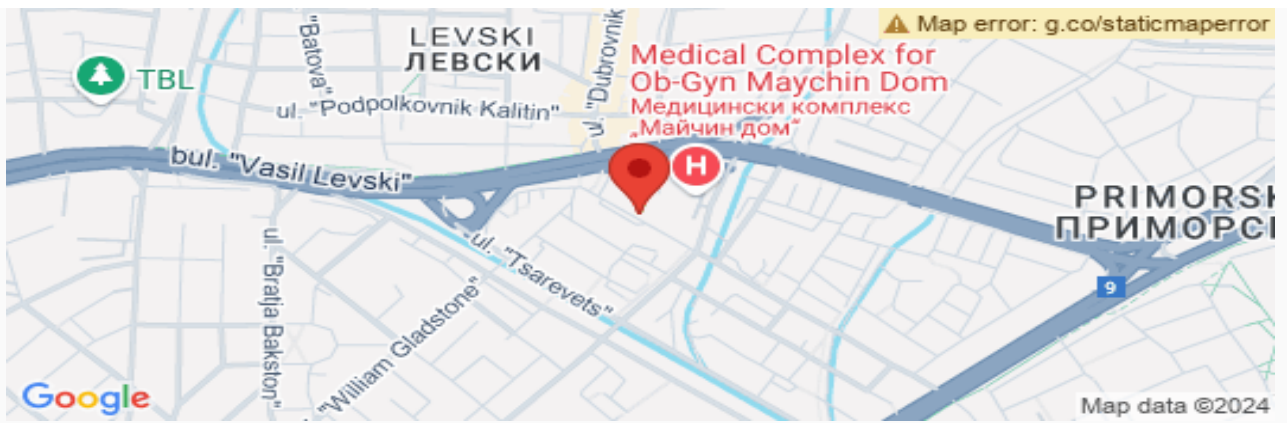 Map error: g.co/staticmaperror
LEVSKI
ЛЕВСКИ
"Batova"
ul. "Dubrovnik
TBL
ul. "Podpolkovnik Kalitin"
Medical Complex for
Ob-Gyn Maychin Dom
Медицински комплекс
„Майчин дом“
H
bul. "Vasil Levski"
PRIMORSK
ПРИМОРС
ul. "Bratja Bakston"
ul. "Tsarevets"
"William Gladstone"
9
Google
Map data ©2024